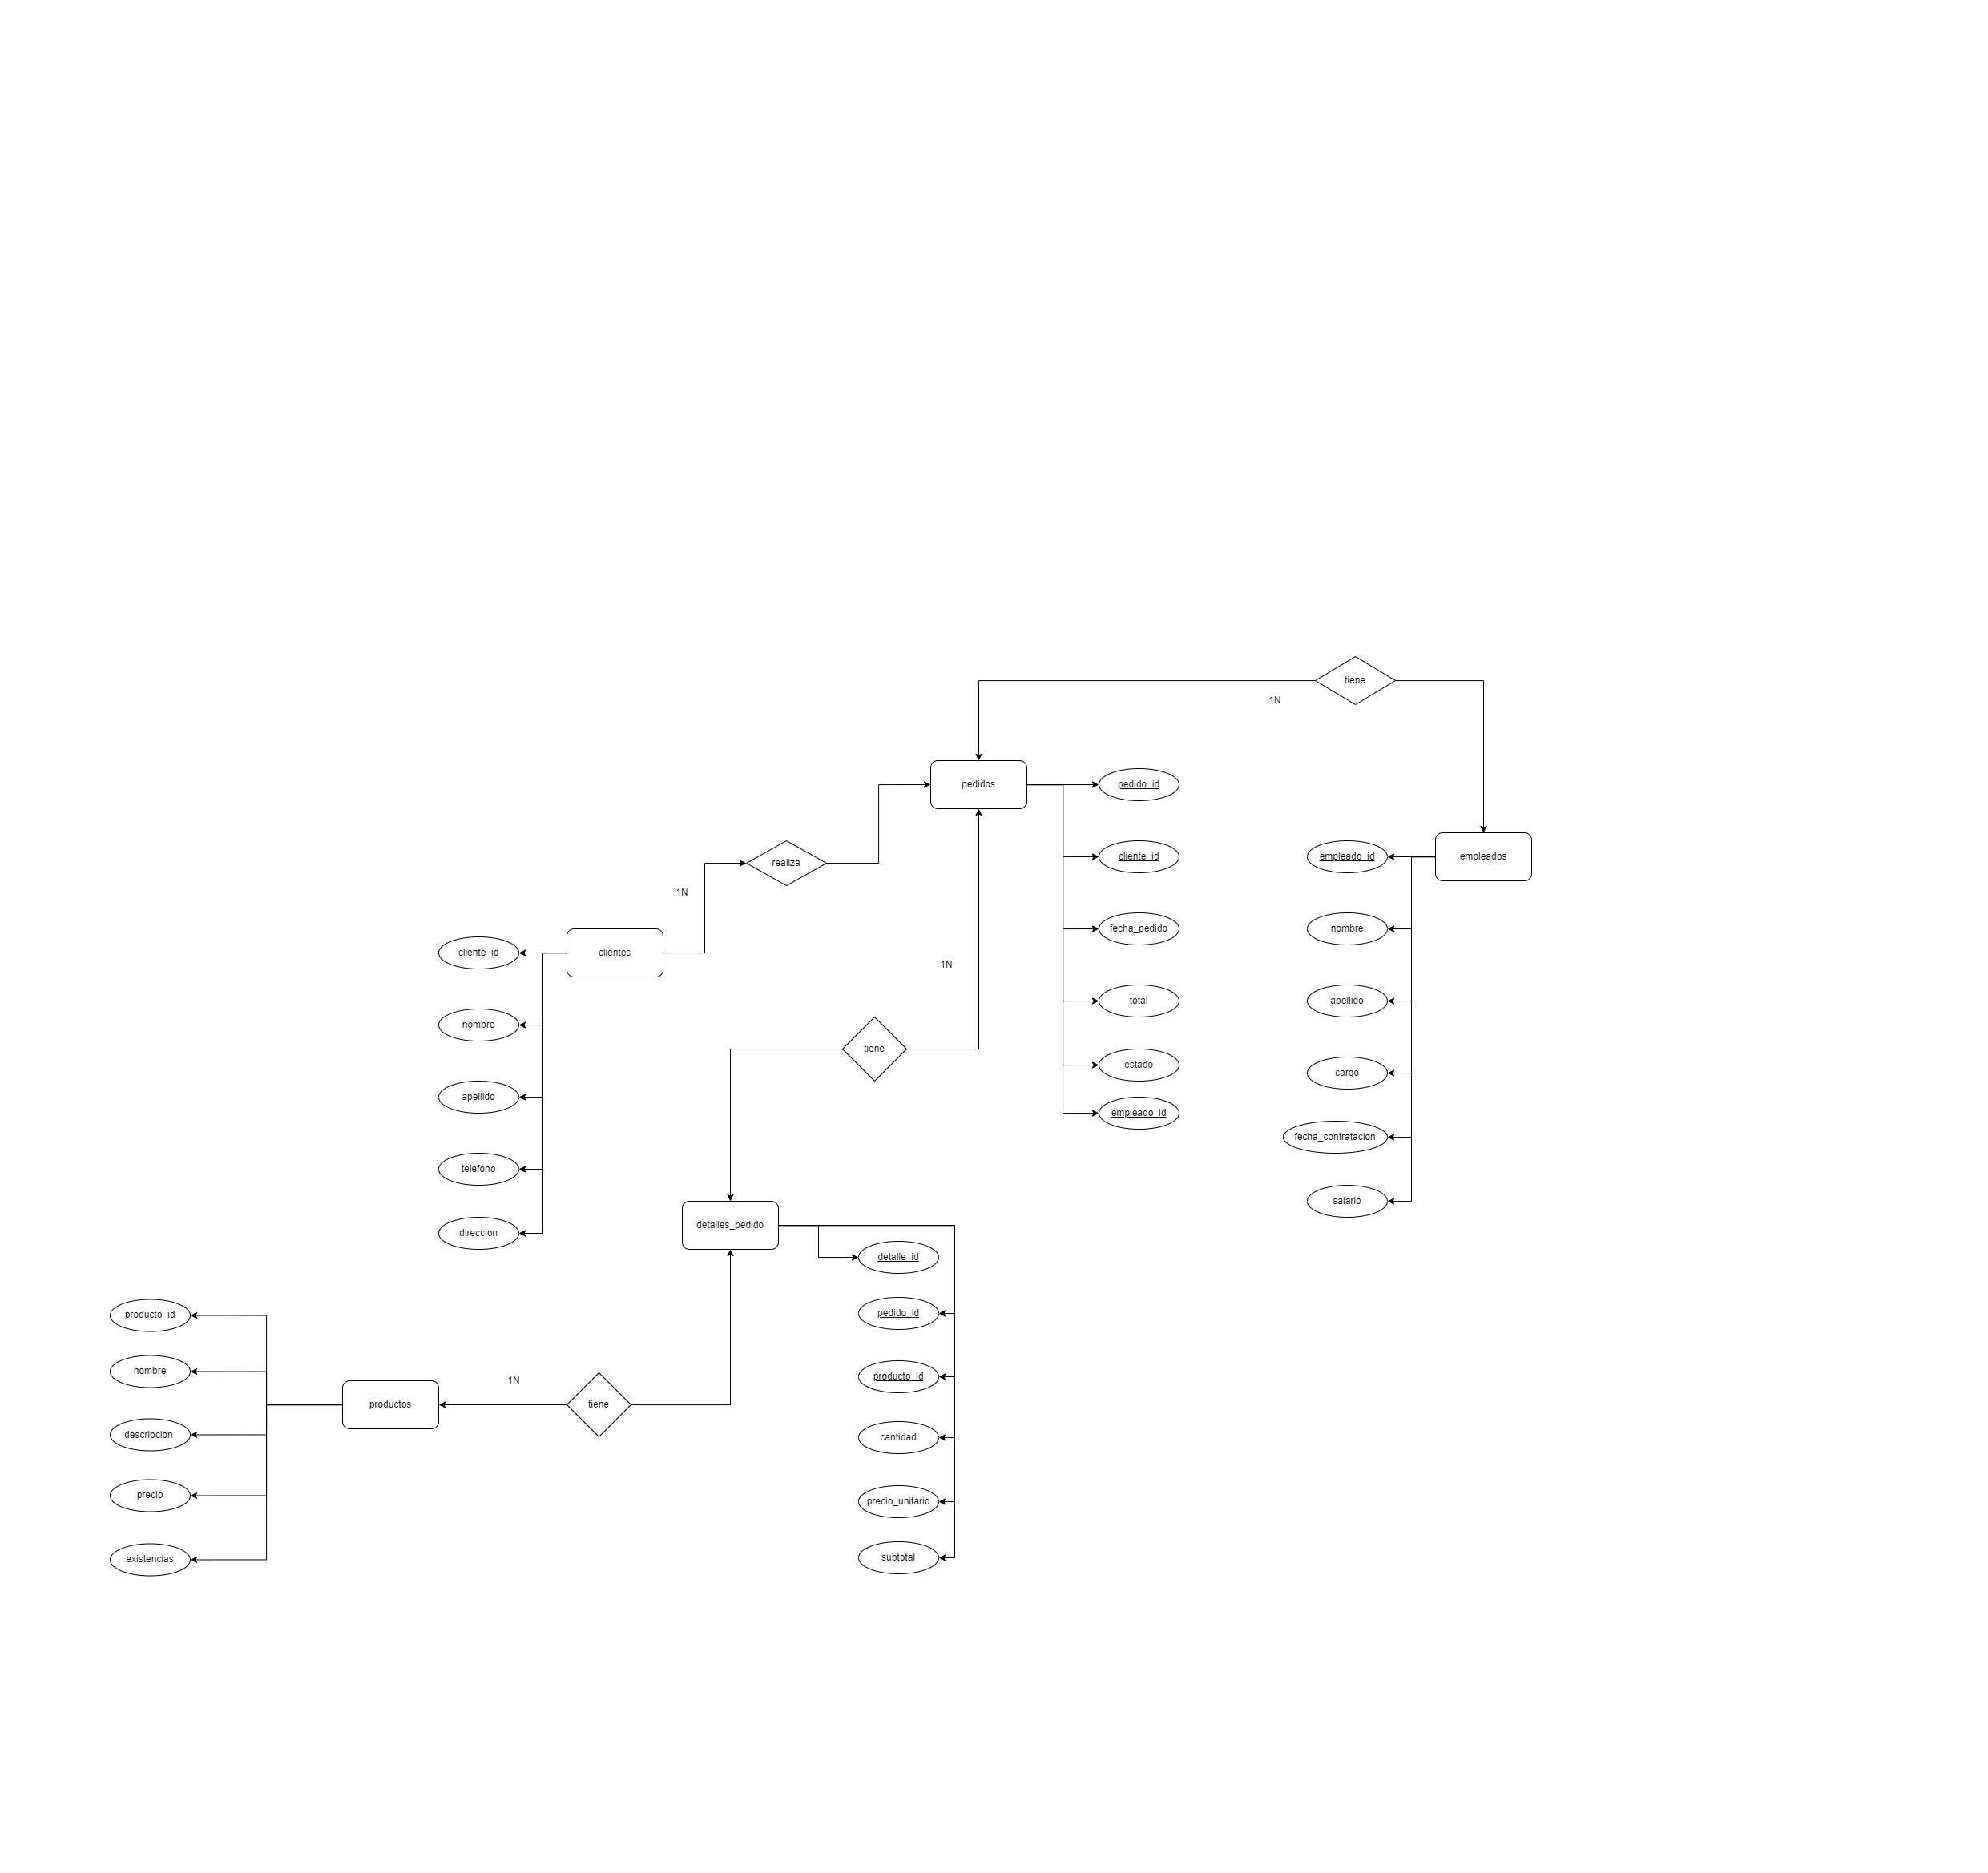 tiene
1N
pedidos
pedido_id
realiza
cliente_id
empleado_id
empleados
1N
fecha_pedido
nombre
cliente_id
clientes
1N
total
apellido
nombre
tiene
estado
cargo
apellido
empleado_id
fecha_contratacion
telefono
salario
direccion
detalles_pedido
detalle_id
producto_id
pedido_id
nombre
1N
producto_id
productos
tiene
descripcion
cantidad
precio
precio_unitario
existencias
subtotal